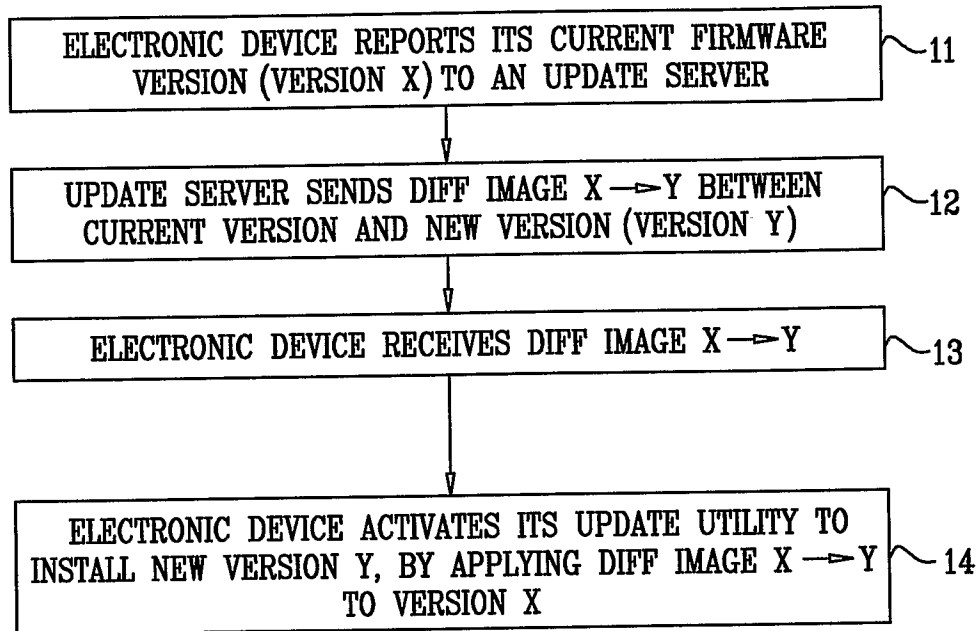 ELECTRONIC DEVICE REPORTS ITS CURRENT FIRMWARE
VERSION (VERSION X) TO AN UPDATE SERVER
11
UPDATE SERVER SENDS DIFF IMAGE X → Y BETWEEN
CURRENT VERSION AND NEW VERSION (VERSION Y)
12
ELECTRONIC DEVICE RECEIVES DIFF IMAGE X → Y
13
ELECTRONIC DEVICE ACTIVATES ITS UPDATE UTILITY TO
INSTALL NEW VERSION Y, BY APPLYING DIFF IMAGE X → Y
TO VERSION X
14